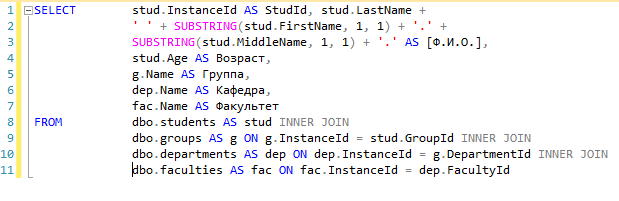 1 SELECT stud.InstanceId AS StudId, stud.LastName +
2 ' ' + SUBSTRING(stud.FirstName, 1, 1) + '.' +
3 SUBSTRING(stud.MiddleName, 1, 1) + '.' AS [Ф.И.О.],
4 stud.Age AS Возраст,
5 g.Name AS Группа,
6 dep.Name AS Кафедра,
7 fac.Name AS Факультет
8 FROM dbo.students AS stud INNER JOIN
9 dbo.groups AS g ON g.InstanceId = stud.GroupId INNER JOIN
10 dbo.departments AS dep ON dep.InstanceId = g.DepartmentId INNER JOIN
11 dbo.faculties AS fac ON fac.InstanceId = dep.FacultyId